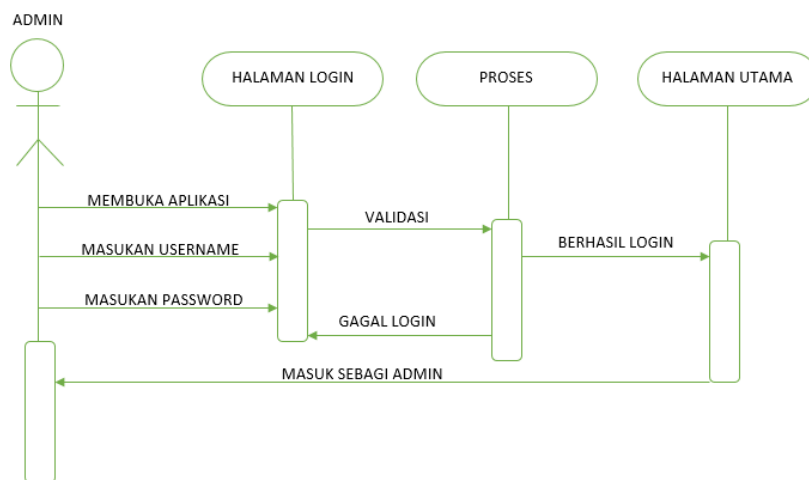 ADMIN
HALAMAN LOGIN
PROSES
HALAMAN UTAMA
MEMBUKA APLIKASI
VALIDASI
MASUKAN USERNAME
BERHASIL LOGIN
MASUKAN PASSWORD
GAGAL LOGIN
MASUK SEBAGI ADMIN